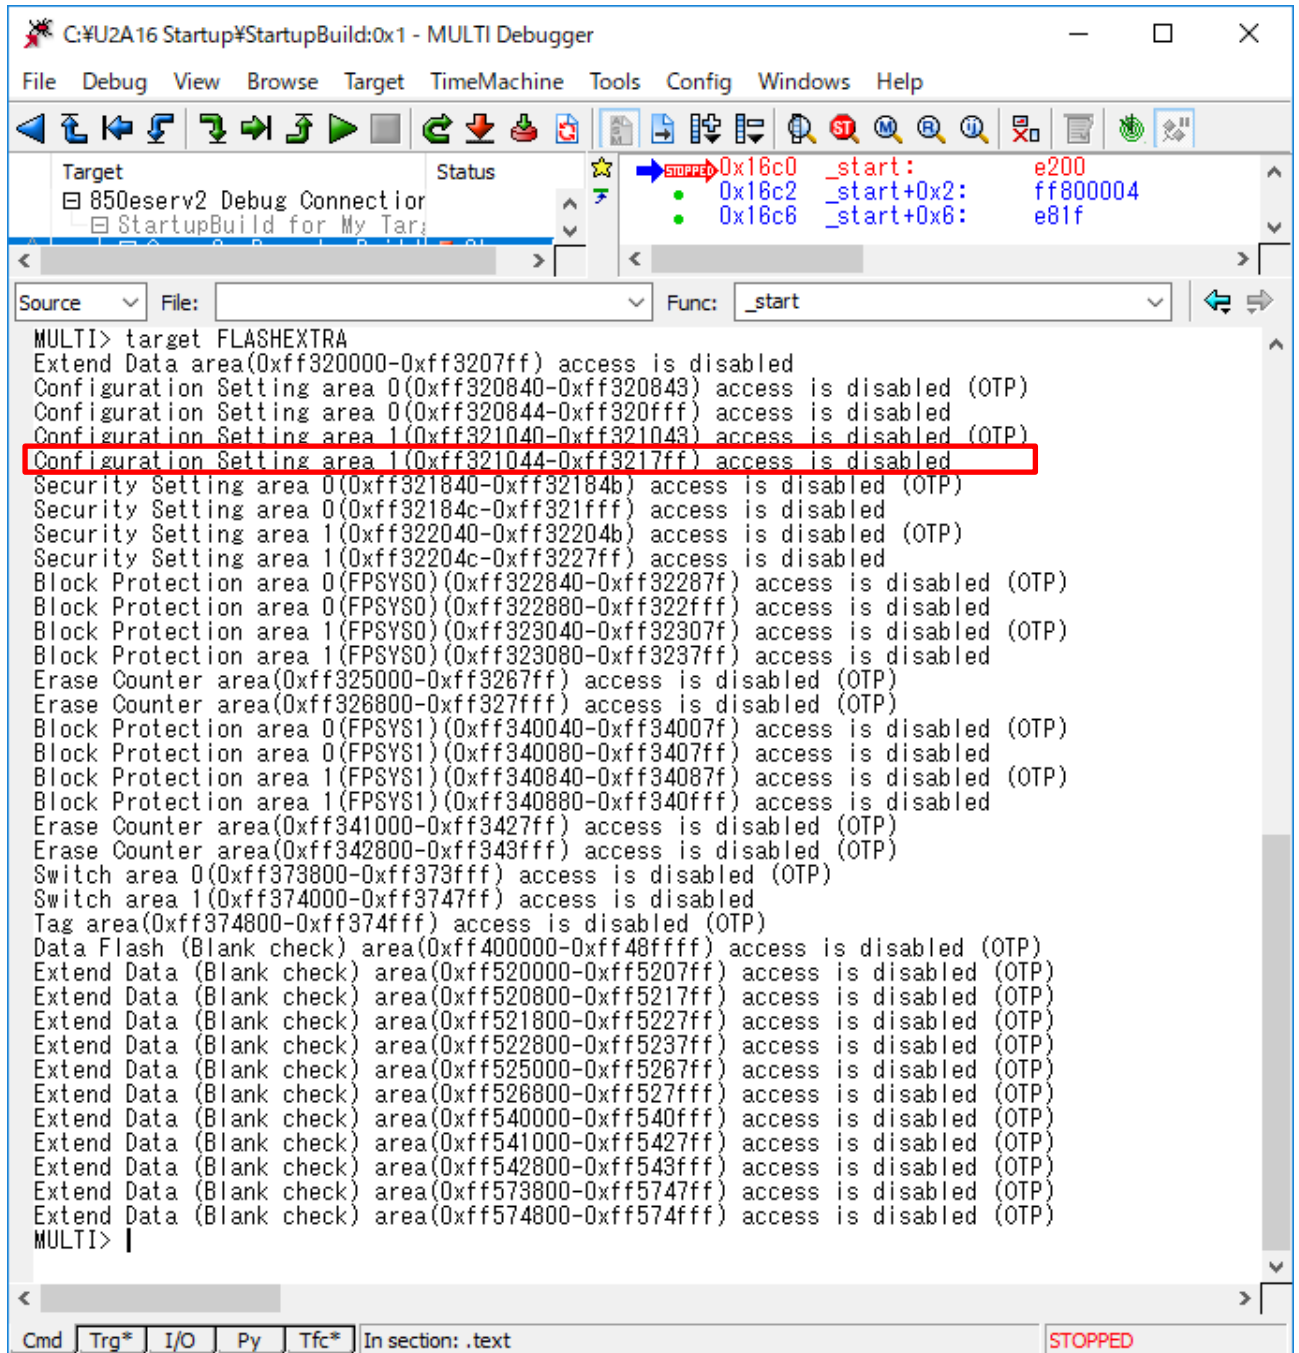 C:¥U2A16 Startup¥StartupBuild:0x1 - MULTI Debugger
File Debug View Browse Target TimeMachine Tools Config Windows Help
Target Status
850eserv2 Debug Connection
StartupBuild for My Targ
STOPPED 0x16c0 _start: e200
0x16c2 _start+0x2: ff800004
0x16c6 _start+0x6: e81f
Source File: Func: _start
MULTI> target FLASHEXTRA
Extend Data area(0xff320000-0xff3207ff) access is disabled
Configuration Setting area 0(0xff320840-0xff320843) access is disabled (OTP)
Configuration Setting area 0(0xff320844-0xff320fff) access is disabled
Configuration Setting area 1(0xff321040-0xff321043) access is disabled (OTP)
Configuration Setting area 1(0xff321044-0xff3217ff) access is disabled
Security Setting area 0(0xff321840-0xff32184b) access is disabled (OTP)
Security Setting area 0(0xff32184c-0xff321fff) access is disabled
Security Setting area 1(0xff322040-0xff32204b) access is disabled (OTP)
Security Setting area 1(0xff32204c-0xff3227ff) access is disabled
Block Protection area 0(FPSYS0)(0xff322840-0xff32287f) access is disabled (OTP)
Block Protection area 0(FPSYS0)(0xff322880-0xff322fff) access is disabled
Block Protection area 1(FPSYS0)(0xff323040-0xff32307f) access is disabled (OTP)
Block Protection area 1(FPSYS0)(0xff323080-0xff3237ff) access is disabled
Erase Counter area(0xff325000-0xff3267ff) access is disabled (OTP)
Erase Counter area(0xff326800-0xff327fff) access is disabled (OTP)
Block Protection area 0(FPSYS1)(0xff340040-0xff34007f) access is disabled (OTP)
Block Protection area 0(FPSYS1)(0xff340080-0xff3407ff) access is disabled
Block Protection area 1(FPSYS1)(0xff340840-0xff34087f) access is disabled (OTP)
Block Protection area 1(FPSYS1)(0xff340880-0xff340fff) access is disabled
Erase Counter area(0xff341000-0xff3427ff) access is disabled (OTP)
Erase Counter area(0xff342800-0xff343fff) access is disabled (OTP)
Switch area 0(0xff373800-0xff373fff) access is disabled (OTP)
Switch area 1(0xff374000-0xff3747ff) access is disabled
Tag area(0xff374800-0xff374fff) access is disabled (OTP)
Data Flash (Blank check) area(0xff400000-0xff48ffff) access is disabled (OTP)
Extend Data (Blank check) area(0xff520000-0xff5207ff) access is disabled (OTP)
Extend Data (Blank check) area(0xff520800-0xff5217ff) access is disabled (OTP)
Extend Data (Blank check) area(0xff521800-0xff5227ff) access is disabled (OTP)
Extend Data (Blank check) area(0xff522800-0xff5237ff) access is disabled (OTP)
Extend Data (Blank check) area(0xff525000-0xff5267ff) access is disabled (OTP)
Extend Data (Blank check) area(0xff526800-0xff527fff) access is disabled (OTP)
Extend Data (Blank check) area(0xff540000-0xff540fff) access is disabled (OTP)
Extend Data (Blank check) area(0xff541000-0xff5427ff) access is disabled (OTP)
Extend Data (Blank check) area(0xff542800-0xff543fff) access is disabled (OTP)
Extend Data (Blank check) area(0xff573800-0xff5747ff) access is disabled (OTP)
Extend Data (Blank check) area(0xff574800-0xff574fff) access is disabled (OTP)
MULTI>
Cmd Trg* I/O Py Tfc* In section: .text STOPPED